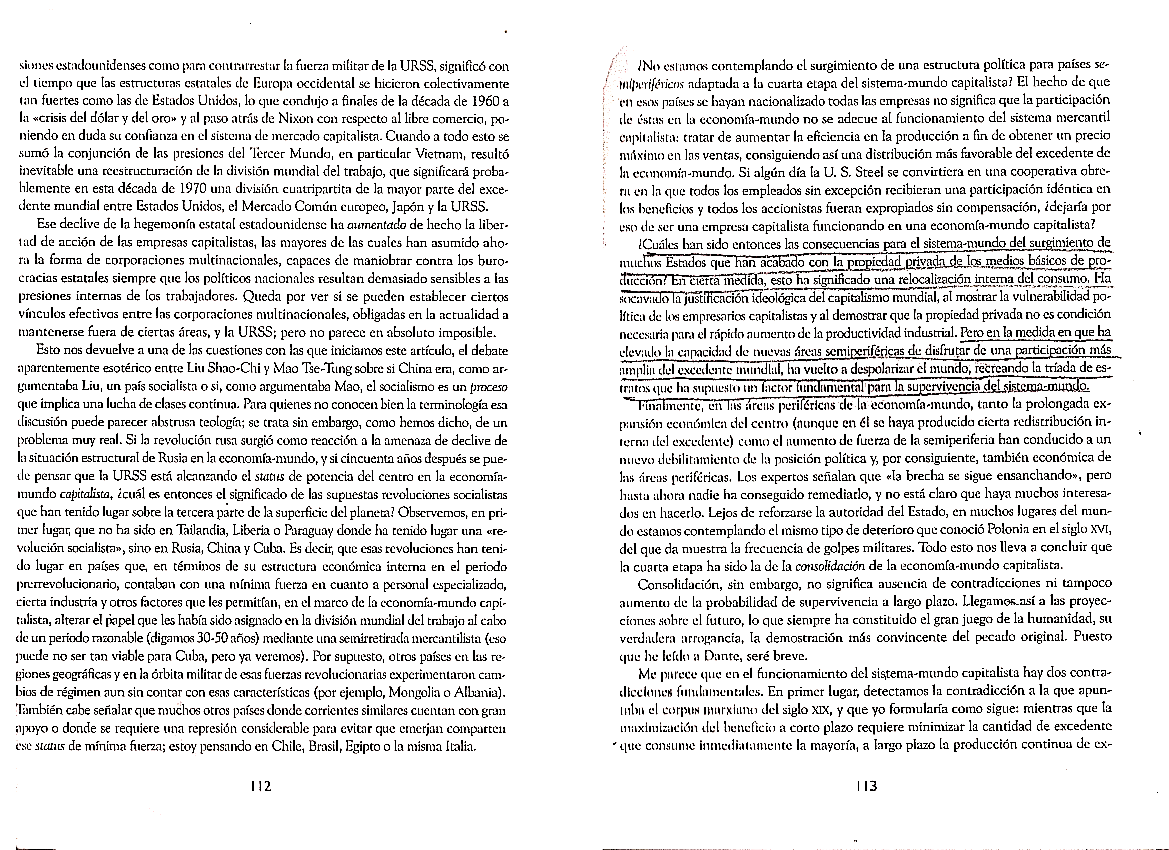 siones estadounidenses como para contrarrestar la fuerza militar de la URSS, significó con
el tiempo que las estructuras estatales de Europa occidental se hicieron colectivamente
tan fuertes como las de Estados Unidos, lo que condujo a finales de la década de 1960 a
la «crisis del dólar y del oro» y al paso atrás de Nixon con respecto al libre comercio, po-
niendo en duda su confianza en el sistema de mercado capitalista. Cuando a todo esto se
sumó la conjunción de las presiones del Tercer Mundo, en particular Vietnam, resultó
inevitable una reestructuración de la división mundial del trabajo, que significará proba-
blemente en esta década de 1970 una división cuatripartita de la mayor parte del exce-
dente mundial entre Estados Unidos, el Mercado Común europeo, Japón y la URSS.
Ese declive de la hegemonía estatal estadounidense ha aumentado de hecho la liber-
tad de acción de las empresas capitalistas, las mayores de las cuales han asumido aho-
ra la forma de corporaciones multinacionales, capaces de maniobrar contra los buro-
cracias estatales siempre que los políticos nacionales resultan demasiado sensibles a las
presiones internas de los trabajadores. Queda por ver si se pueden establecer ciertos
vínculos efectivos entre las corporaciones multinacionales, obligadas en la actualidad a
mantenerse fuera de ciertas áreas, y la URSS; pero no parece en absoluto imposible.
Esto nos devuelve a una de las cuestiones con las que iniciamos este artículo, el debate
aparentemente esotérico entre Liu Shao-Chi y Mao Tse-Tung sobre si China era, como ar-
gumentaba Liu, un país socialista o si, como argumentaba Mao, el socialismo es un proceso
que implica una lucha de clases continua. Para quienes no conocen bien la terminología esa
discusión puede parecer abstrusa teología; se trata sin embargo, como hemos dicho, de un
problema muy real. Si la revolución rusa surgió como reacción a la amenaza de declive de
la situación estructural de Rusia en la economía-mundo, y si cincuenta años después se pue-
de pensar que la URSS está alcanzando el status de potencia del centro en la economía-
mundo capitalista, ¿cuál es entonces el significado de las supuestas revoluciones socialistas
que han tenido lugar sobre la tercera parte de la superficie del planeta? Observemos, en pri-
mer lugar, que no ha sido en Tailandia, Liberia o Paraguay donde ha tenido lugar una «re-
volución socialista», sino en Rusia, China y Cuba. Es decir, que esas revoluciones han teni-
do lugar en países que, en términos de su estructura económica interna en el período
prerrevolucionario, contaban con una mínima fuerza en cuanto a personal especializado,
cierta industria y otros factores que les permitían, en el marco de la economía-mundo capi-
talista, alterar el papel que les había sido asignado en la división mundial del trabajo al cabo
de un período razonable (digamos 30-50 años) mediante una semirretirada mercantilista (eso
puede no ser tan viable para Cuba, pero ya veremos). Por supuesto, otros países en las re-
giones geográficas y en la órbita militar de esas fuerzas revolucionarias experimentaron cam-
bios de régimen aun sin contar con esas características (por ejemplo, Mongolia o Albania).
También cabe señalar que muchos otros países donde corrientes similares cuentan con gran
apoyo o donde se requiere una represión considerable para evitar que emerjan comparten
ese status de mínima fuerza; estoy pensando en Chile, Brasil, Egipto o la misma Italia.
112
¿No estamos contemplando el surgimiento de una estructura política para países se-
miperiféricos adaptada a la cuarta etapa del sistema-mundo capitalista? El hecho de que
en esos países se hayan nacionalizado todas las empresas no significa que la participación
de éstas en la economía-mundo no se adecue al funcionamiento del sistema mercantil
capitalista: tratar de aumentar la eficiencia en la producción a fin de obtener un precio
máximo en las ventas, consiguiendo así una distribución más favorable del excedente de
la economía-mundo. Si algún día la U. S. Steel se convirtiera en una cooperativa obre-
ra en la que todos los empleados sin excepción recibieran una participación idéntica en
los beneficios y todos los accionistas fueran expropiados sin compensación, ¿dejaría por
eso de ser una empresa capitalista funcionando en una economía-mundo capitalista?
¿Cuáles han sido entonces las consecuencias para el sistema-mundo del surgimiento de
muchos Estados que han acabado con la propiedad privada de los medios básicos de pro-
ducción? En cierta medida, esto ha significado una relocalización interna del consumo. Ha
socavado la justificación ideológica del capitalismo mundial, al mostrar la vulnerabilidad po-
lítica de los empresarios capitalistas y al demostrar que la propiedad privada no es condición
necesaria para el rápido aumento de la productividad industrial. Pero en la medida en que ha
elevado la capacidad de nuevas áreas semiperiféricas de disfrutar de una participación más
amplia del excedente mundial, ha vuelto a despolarizar el mundo, recreando la tríada de es-
tratos que ha supuesto un factor fundamental para la supervivencia del sistema-mundo.
Finalmente, en las áreas periféricas de la economía-mundo, tanto la prolongada ex-
pansión económica del centro (aunque en él se haya producido cierta redistribución in-
terna del excedente) como el aumento de fuerza de la semiperiferia han conducido a un
nuevo debilitamiento de la posición política y, por consiguiente, también económica de
las áreas periféricas. Los expertos señalan que «la brecha se sigue ensanchando», pero
hasta ahora nadie ha conseguido remediarlo, y no está claro que haya muchos interesa-
dos en hacerlo. Lejos de reforzarse la autoridad del Estado, en muchos lugares del mun-
do estamos contemplando el mismo tipo de deterioro que conoció Polonia en el siglo XVI,
del que da muestra la frecuencia de golpes militares. Todo esto nos lleva a concluir que
la cuarta etapa ha sido la de la consolidación de la economía-mundo capitalista.
Consolidación, sin embargo, no significa ausencia de contradicciones ni tampoco
aumento de la probabilidad de supervivencia a largo plazo. Llegamos así a las proyec-
ciones sobre el futuro, lo que siempre ha constituido el gran juego de la humanidad, su
verdadera arrogancia, la demostración más convincente del pecado original. Puesto
que he leído a Dante, seré breve.
Me parece que en el funcionamiento del sistema-mundo capitalista hay dos contra-
dicciones fundamentales. En primer lugar, detectamos la contradicción a la que apun-
taba el corpus marxiano del siglo XIX, y que yo formularía como sigue: mientras que la
maximización del beneficio a corto plazo requiere minimizar la cantidad de excedente
que consume inmediatamente la mayoría, a largo plazo la producción continua de ex-
113